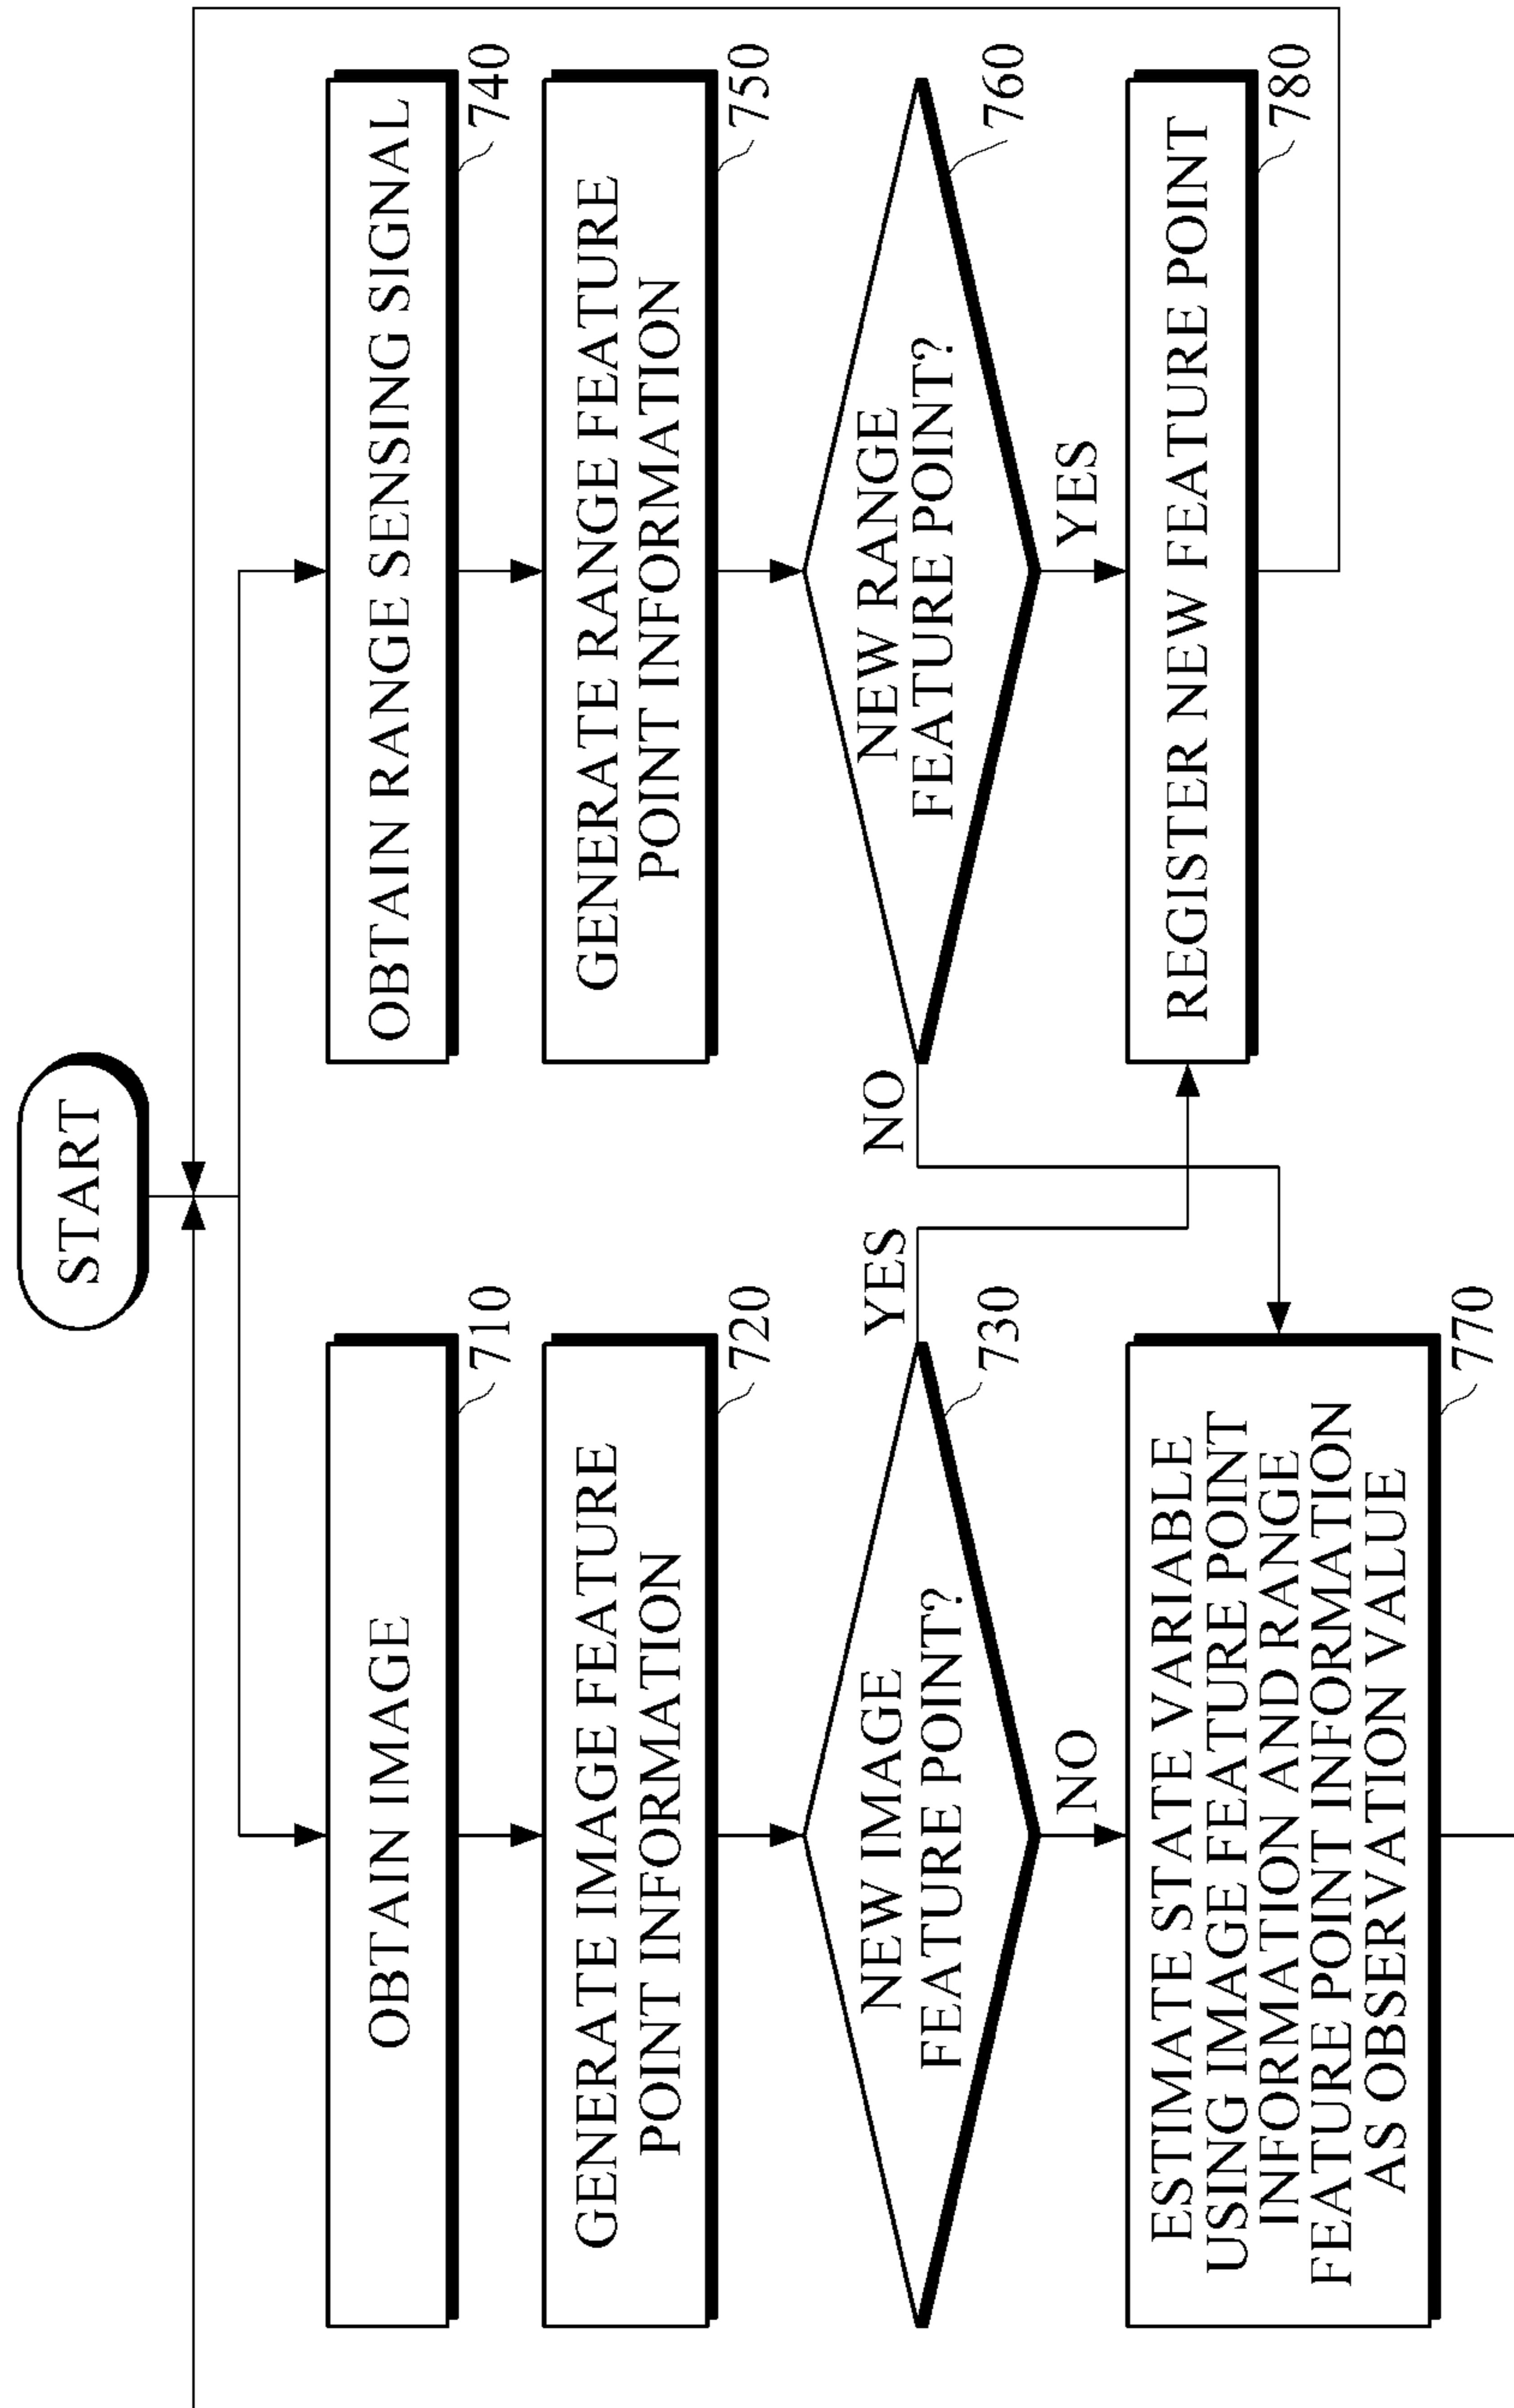 START
OBTAIN IMAGE
710
GENERATE IMAGE FEATURE
POINT INFORMATION
720
NEW IMAGE
FEATURE POINT?
730
YES
NO
ESTIMATE STATE VARIABLE
USING IMAGE FEATURE POINT
INFORMATION AND RANGE
FEATURE POINT INFORMATION
AS OBSERVATION VALUE
770
OBTAIN RANGE SENSING SIGNAL
740
GENERATE RANGE FEATURE
POINT INFORMATION
750
NEW RANGE
FEATURE POINT?
760
NO
YES
REGISTER NEW FEATURE POINT
780